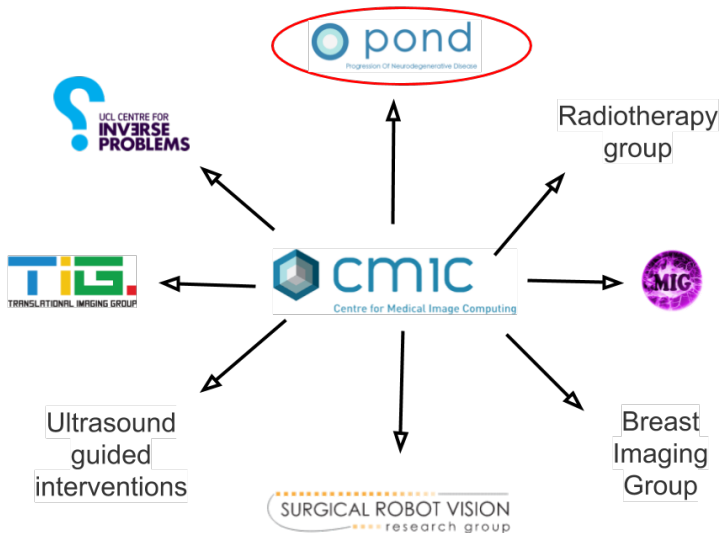 pond
Progression Of Neurodegenerative Disease
UCL CENTRE FOR
INVERSE
PROBLEMS
Radiotherapy
group
TIG.
TRANSLATIONAL IMAGING GROUP
cmic
Centre for Medical Image Computing
MIG
Ultrasound
guided
interventions
Breast
Imaging
Group
SURGICAL ROBOT VISION
research group